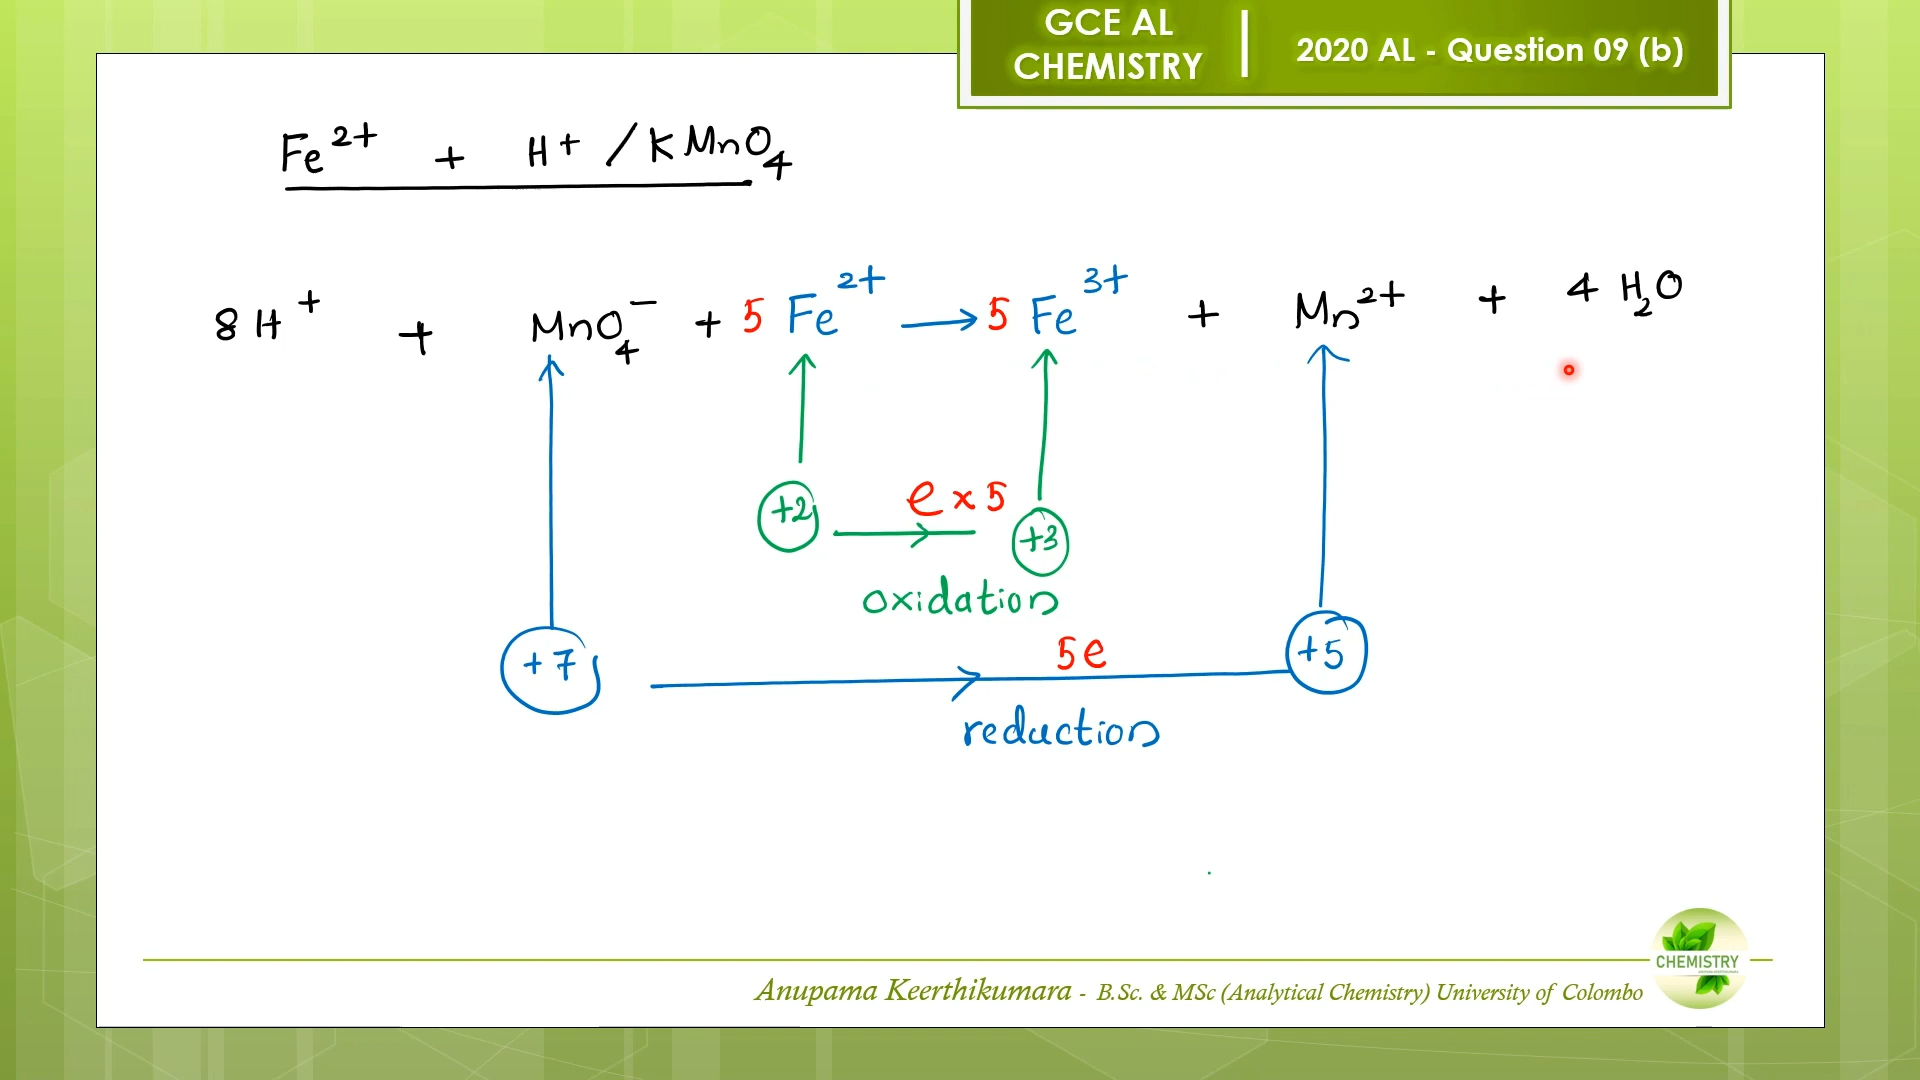 GCE AL
CHEMISTRY
2020 AL - Question 09 (b)
Fe²⁺ + H⁺ / KMnO₄
8 H⁺ + MnO₄⁻ + 5 Fe²⁺ → 5 Fe³⁺ + Mn²⁺ + 4 H₂O
+2 e × 5 +3
oxidation
+7 5e +5
reduction
CHEMISTRY
Anupama Keerthikumara - B.Sc. & MSc (Analytical Chemistry) University of Colombo